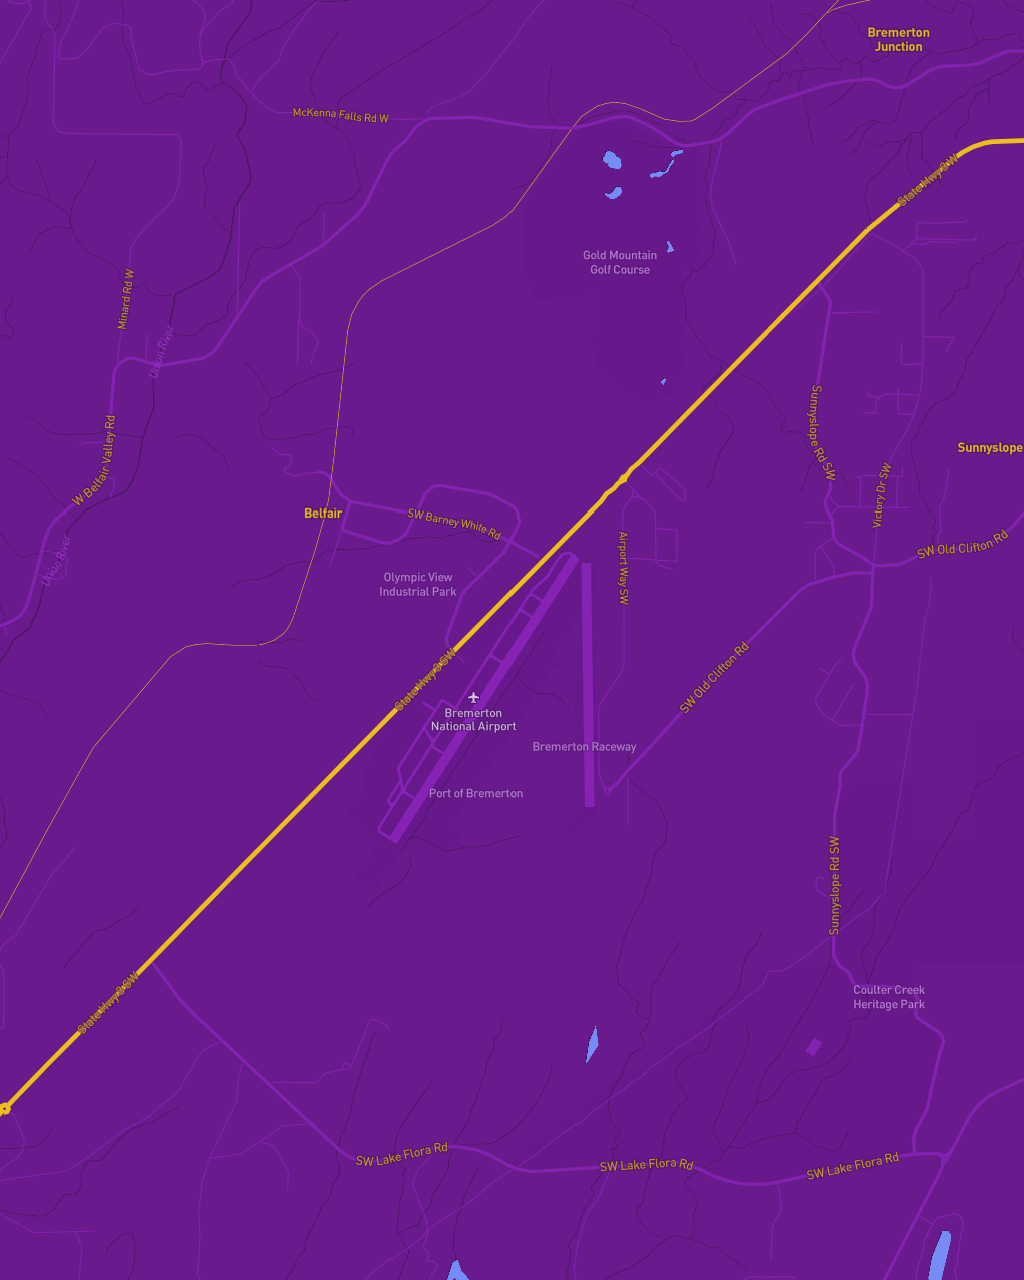 Bremerton
Junction
McKenna Falls Rd W
State Hwy 3 SW
Gold Mountain
Golf Course
Minard Rd W
Union River
Sunnyslope Rd SW
W Belfair Valley Rd
Sunnyslope
Victory Dr SW
Belfair
SW Barney White Rd
SW Old Clifton Rd
Union River
Airport Way SW
Olympic View
Industrial Park
State Hwy 3 SW
SW Old Clifton Rd
Bremerton
National Airport
Bremerton Raceway
Port of Bremerton
Sunnyslope Rd SW
State Hwy 3 SW
Coulter Creek
Heritage Park
SW Lake Flora Rd
SW Lake Flora Rd
SW Lake Flora Rd